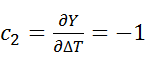 c₂ = ∂Y/∂ΔT = −1